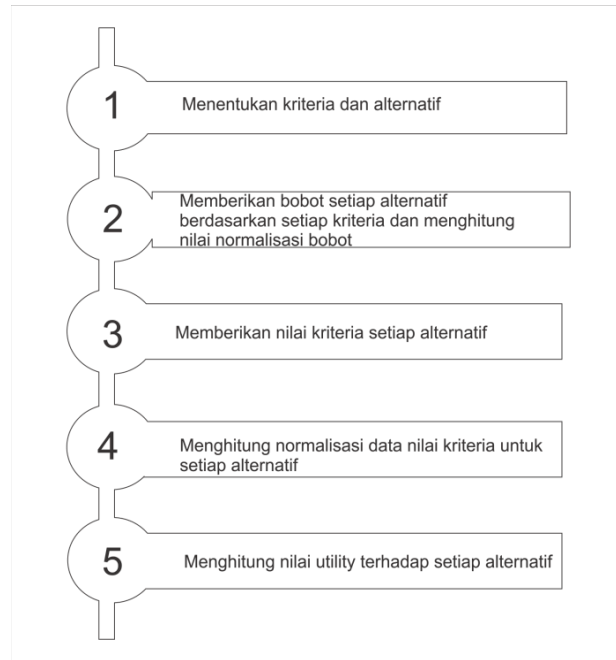 1
Menentukan kriteria dan alternatif
2
Memberikan bobot setiap alternatif
berdasarkan setiap kriteria dan menghitung
nilai normalisasi bobot
3
Memberikan nilai kriteria setiap alternatif
4
Menghitung normalisasi data nilai kriteria untuk
setiap alternatif
5
Menghitung nilai utility terhadap setiap alternatif